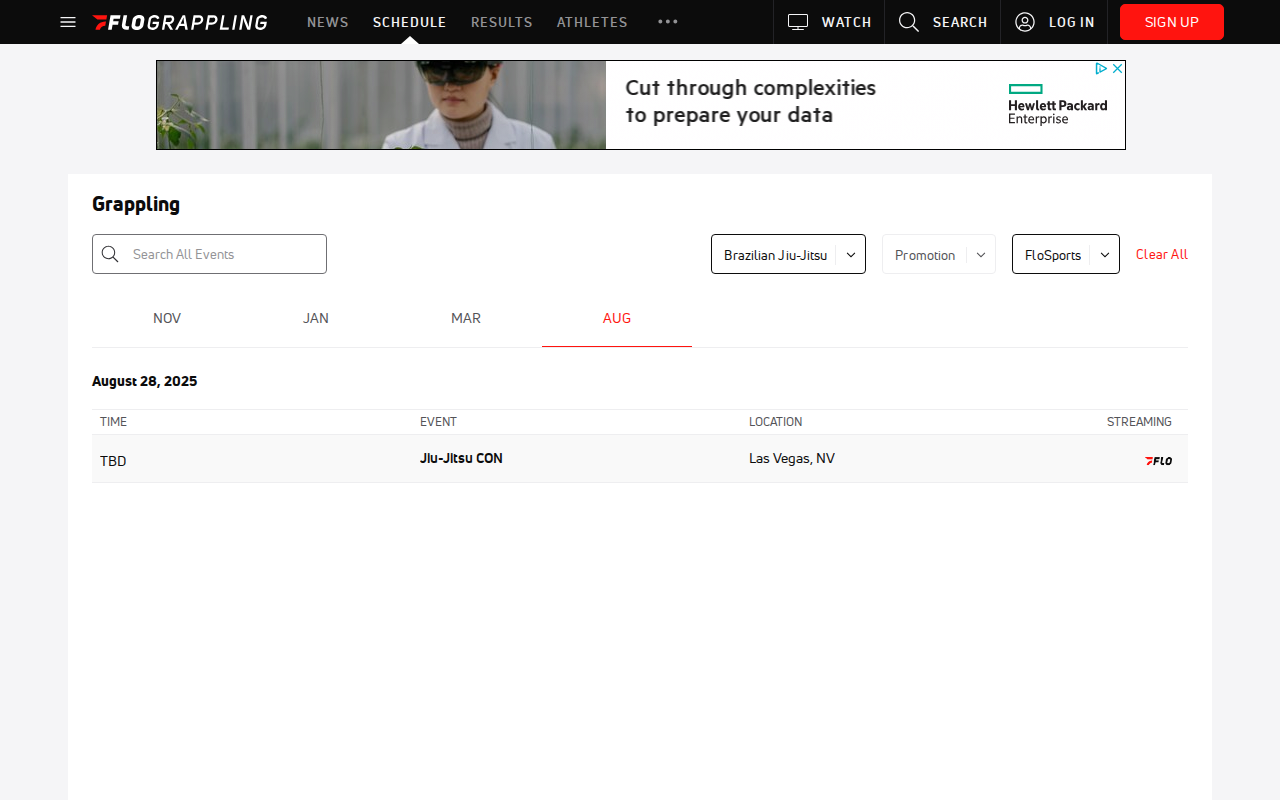 FLOGRAPPLING NEWS SCHEDULE RESULTS ATHLETES ••• WATCH SEARCH LOG IN SIGN UP
Cut through complexities
to prepare your data
Hewlett Packard
Enterprise
Grappling
Search All Events Brazilian Jiu-Jitsu Promotion FloSports Clear All
NOV JAN MAR AUG
August 28, 2025
TIME EVENT LOCATION STREAMING
TBD Jiu-Jitsu CON Las Vegas, NV FLO